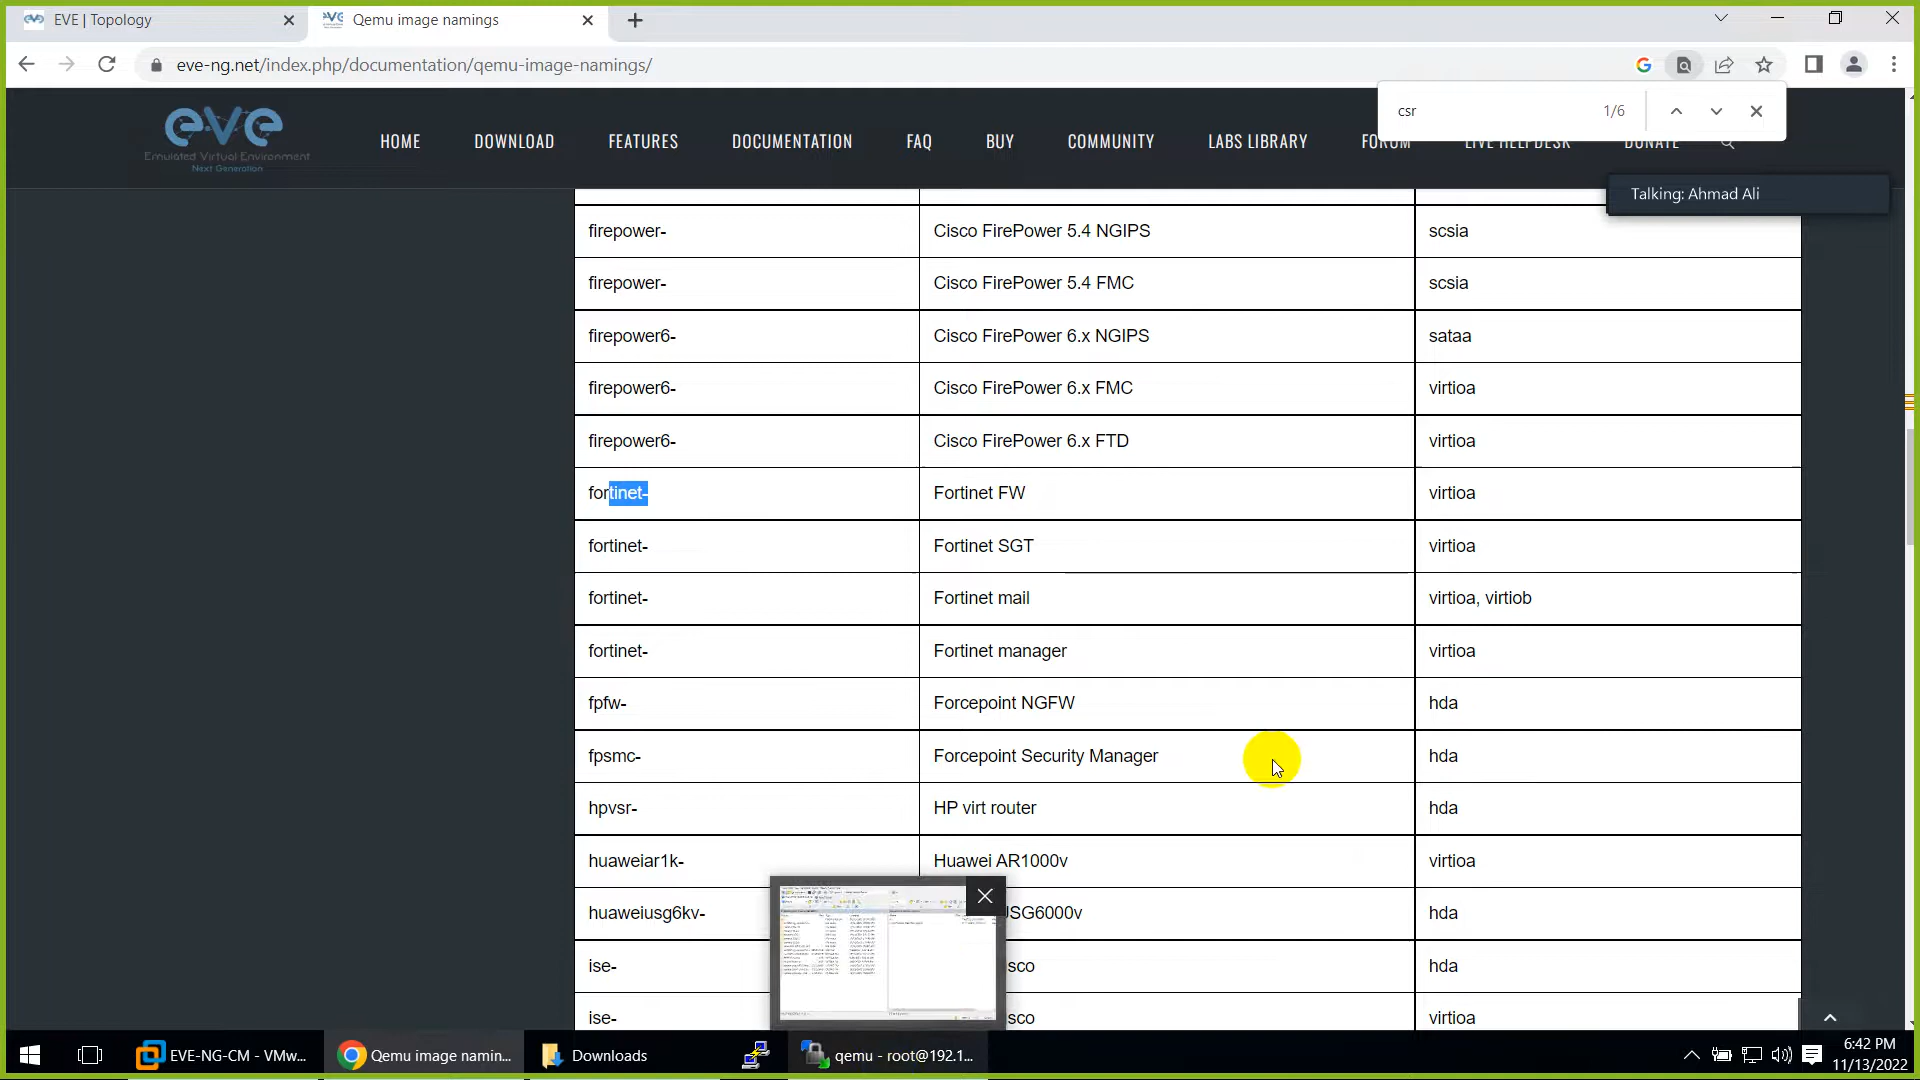 EVE | Topology
Qemu image namings
eve-ng.net/index.php/documentation/qemu-image-namings/
csr 1/6
eve
Emulated Virtual Environment
Next Generation
HOME DOWNLOAD FEATURES DOCUMENTATION FAQ BUY COMMUNITY LABS LIBRARY FORUM LIVE HELPDESK DONATE
Talking: Ahmad Ali
firepower- Cisco FirePower 5.4 NGIPS scsia
firepower- Cisco FirePower 5.4 FMC scsia
firepower6- Cisco FirePower 6.x NGIPS sataa
firepower6- Cisco FirePower 6.x FMC virtioa
firepower6- Cisco FirePower 6.x FTD virtioa
fortinet- Fortinet FW virtioa
fortinet- Fortinet SGT virtioa
fortinet- Fortinet mail virtioa, virtiob
fortinet- Fortinet manager virtioa
fpfw- Forcepoint NGFW hda
fpsmc- Forcepoint Security Manager hda
hpvsr- HP virt router hda
huaweiar1k- Huawei AR1000v virtioa
huaweiusg6kv- USG6000v hda
ise- sco hda
ise- sco virtioa
EVE-NG-CM - VMw...
Qemu image namin...
Downloads
qemu - root@192.1...
6:42 PM
11/13/2022